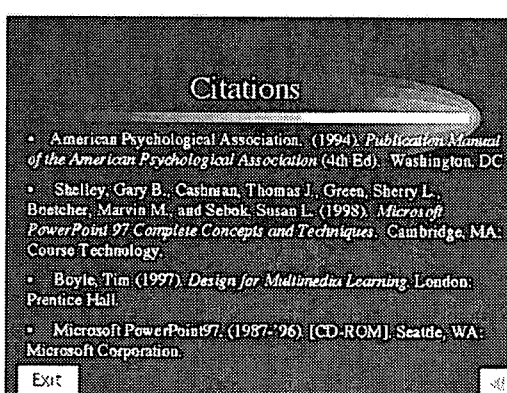 Citations
• American Psychological Association. (1994). Publication Manual
of the American Psychological Association (4th Ed). Washington, DC
• Shelley, Gary B., Cashman, Thomas J., Green, Sherry L.,
Boetcher, Marvin M., and Sebok, Susan L. (1998). Microsoft
PowerPoint 97 Complete Concepts and Techniques. Cambridge, MA:
Course Technology.
• Boyle, Tim (1997). Design for Multimedia Learning. London:
Prentice Hall.
• Microsoft PowerPoint97. (1987-'96). [CD-ROM]. Seattle, WA:
Microsoft Corporation.
Exit